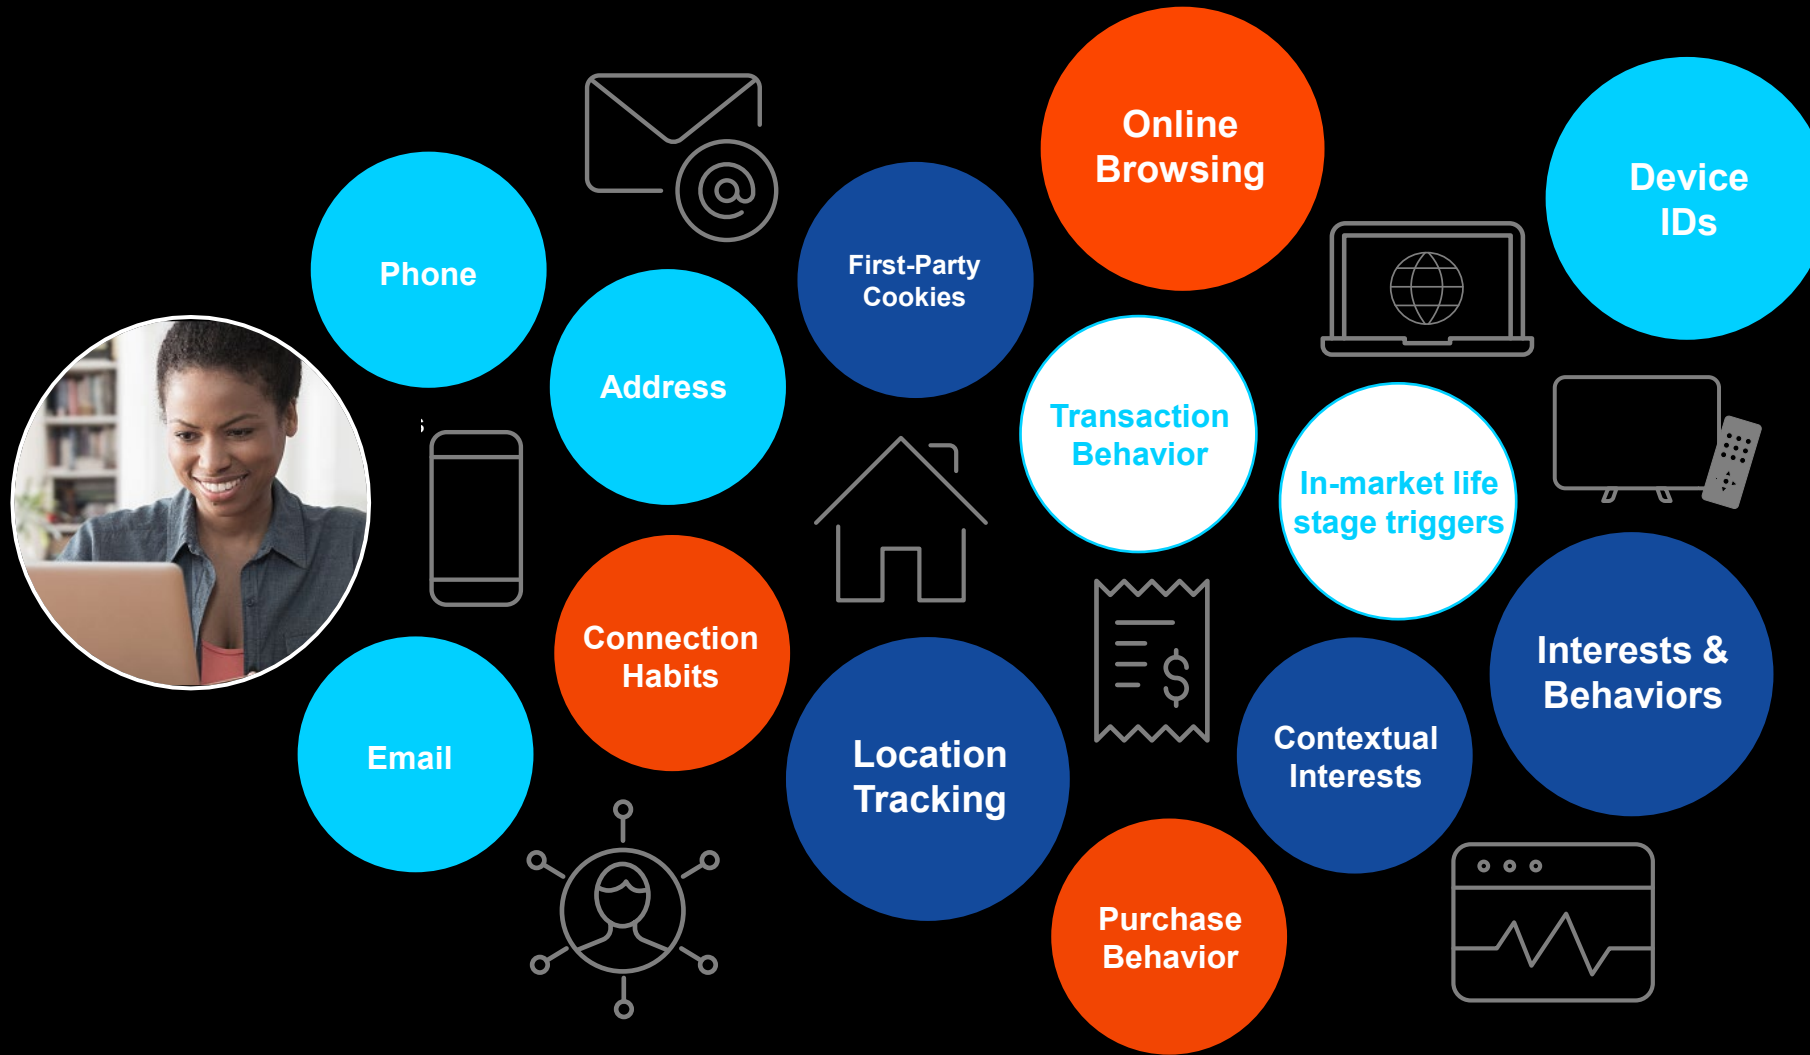 Online
Browsing
Device
IDs
Phone
First-Party
Cookies
Address
Transaction
Behavior
In-market life
stage triggers
Connection
Habits
Interests &
Behaviors
Email
Location
Tracking
Contextual
Interests
Purchase
Behavior
@
$